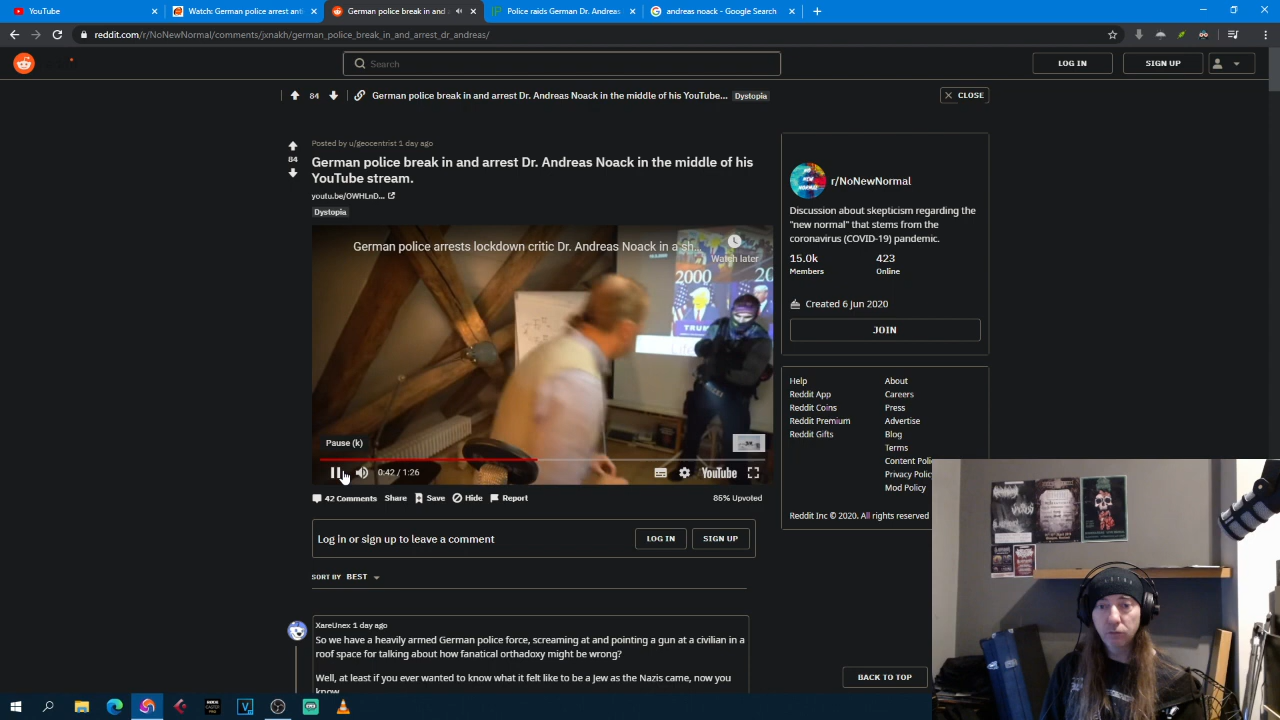 YouTube
Watch: German police arrest anti
German police break in and
Police raids German Dr. Andreas
andreas noack - Google Search
reddit.com/r/NoNewNormal/comments/jxnakh/german_police_break_in_and_arrest_dr_andreas/
Search
LOG IN
SIGN UP
84
German police break in and arrest Dr. Andreas Noack in the middle of his YouTube...
Dystopia
CLOSE
Posted by u/geocentrist 1 day ago
84
German police break in and arrest Dr. Andreas Noack in the middle of his
YouTube stream.
youtu.be/OWHLnD...
Dystopia
German police arrests lockdown critic Dr. Andreas Noack in a sh...
Watch later
2000
20
TRUMP
Pause (k)
0:42 / 1:26
YouTube
42 Comments
Share
Save
Hide
Report
85% Upvoted
Log in or sign up to leave a comment
LOG IN
SIGN UP
SORT BY BEST
XareUnex 1 day ago
So we have a heavily armed German police force, screaming at and pointing a gun at a civilian in a
roof space for talking about how fanatical orthodoxy might be wrong?
Well, at least if you ever wanted to know what it felt like to be a Jew as the Nazis came, now you
know.
r/NoNewNormal
Discussion about skepticism regarding the
"new normal" that stems from the
coronavirus (COVID-19) pandemic.
15.0k
Members
423
Online
Created 6 Jun 2020
JOIN
Help
Reddit App
Reddit Coins
Reddit Premium
Reddit Gifts
About
Careers
Press
Advertise
Blog
Terms
Content Poli
Privacy Polic
Mod Policy
Reddit Inc © 2020. All rights reserved
BACK TO TOP